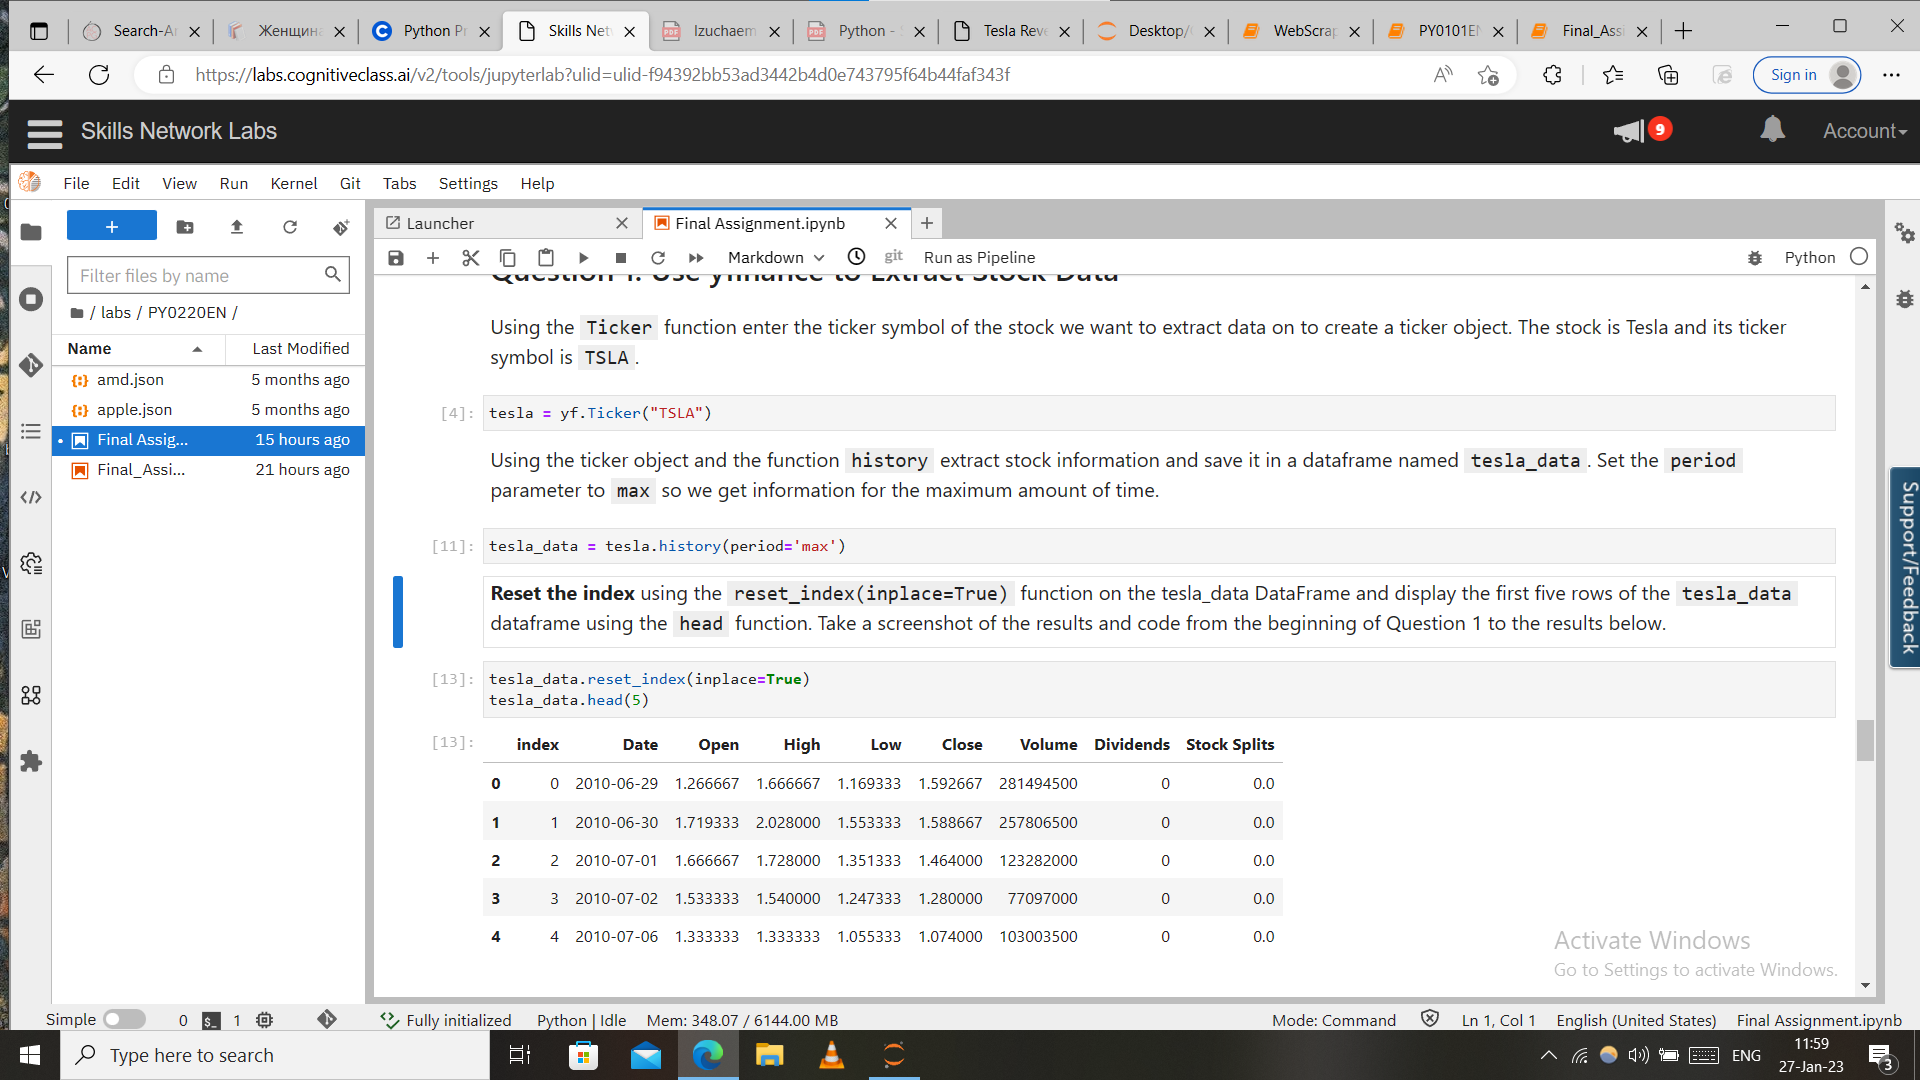 Search-Ar
Женщина
Python Pr
Skills Netw
Izuchaem
Python - S
Tesla Reve
Desktop/
WebScrap
PY0101EN
Final_Assi
https://labs.cognitiveclass.ai/v2/tools/jupyterlab?ulid=ulid-f94392bb53ad3442b4d0e743795f64b44faf343f
Sign in
Skills Network Labs
9
Account
File Edit View Run Kernel Git Tabs Settings Help
Launcher
Final Assignment.ipynb
Markdown
git
Run as Pipeline
Python
Filter files by name
/ labs / PY0220EN /
Name Last Modified
amd.json 5 months ago
apple.json 5 months ago
Final Assig... 15 hours ago
Final_Assi... 21 hours ago
Question 1: Use yfinance to Extract Stock Data
Using the Ticker function enter the ticker symbol of the stock we want to extract data on to create a ticker object. The stock is Tesla and its ticker
symbol is TSLA .
[4]: tesla = yf.Ticker("TSLA")
Using the ticker object and the function history extract stock information and save it in a dataframe named tesla_data . Set the period
parameter to max so we get information for the maximum amount of time.
[11]: tesla_data = tesla.history(period='max')
Reset the index using the reset_index(inplace=True) function on the tesla_data DataFrame and display the first five rows of the tesla_data
dataframe using the head function. Take a screenshot of the results and code from the beginning of Question 1 to the results below.
[13]: tesla_data.reset_index(inplace=True)
tesla_data.head(5)
[13]: index Date Open High Low Close Volume Dividends Stock Splits
0 0 2010-06-29 1.266667 1.666667 1.169333 1.592667 281494500 0 0.0
1 1 2010-06-30 1.719333 2.028000 1.553333 1.588667 257806500 0 0.0
2 2 2010-07-01 1.666667 1.728000 1.351333 1.464000 123282000 0 0.0
3 3 2010-07-02 1.533333 1.540000 1.247333 1.280000 77097000 0 0.0
4 4 2010-07-06 1.333333 1.333333 1.055333 1.074000 103003500 0 0.0
Support/Feedback
Activate Windows
Go to Settings to activate Windows.
Simple 0 1 Fully initialized Python | Idle Mem: 348.07 / 6144.00 MB
Mode: Command Ln 1, Col 1 English (United States) Final Assignment.ipynb
Type here to search
ENG
11:59
27-Jan-23
3